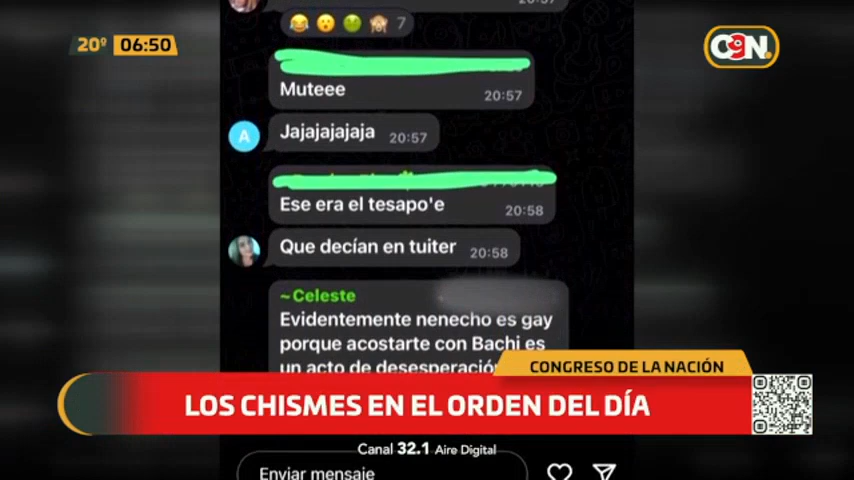 20:57
7
20º 06:50
C9N.
Muteee
20:57
A
Jajajajajaja 20:57
Ese era el tesapo'e
20:58
Que decían en tuiter 20:58
~Celeste
Evidentemente nenecho es gay
porque acostarte con Bachi es
un acto de desesperación
CONGRESO DE LA NACIÓN
LOS CHISMES EN EL ORDEN DEL DÍA
Canal 32.1 Aire Digital
Enviar mensaje